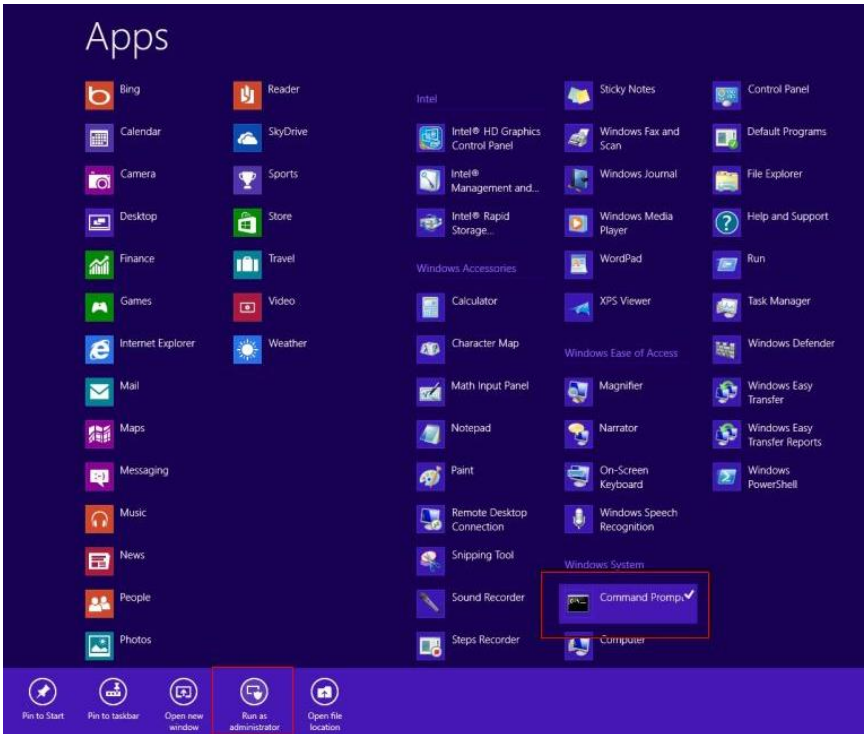 Apps
Bing
Calendar
Camera
Desktop
Finance
Games
Internet Explorer
Mail
Maps
Messaging
Music
News
People
Photos
Reader
SkyDrive
Sports
Store
Travel
Video
Weather
Intel
Intel® HD Graphics
Control Panel
Intel®
Management and...
Intel® Rapid
Storage...
Windows Accessories
Calculator
Character Map
Math Input Panel
Notepad
Paint
Remote Desktop
Connection
Snipping Tool
Sound Recorder
Steps Recorder
Sticky Notes
Windows Fax and
Scan
Windows Journal
Windows Media
Player
WordPad
XPS Viewer
Windows Ease of Access
Magnifier
Narrator
On-Screen
Keyboard
Windows Speech
Recognition
Windows System
Command Prompt
Computer
Control Panel
Default Programs
File Explorer
Help and Support
Run
Task Manager
Windows Defender
Windows Easy
Transfer
Windows Easy
Transfer Reports
Windows
PowerShell
Pin to Start
Pin to taskbar
Open new
window
Run as
administrator
Open file
location